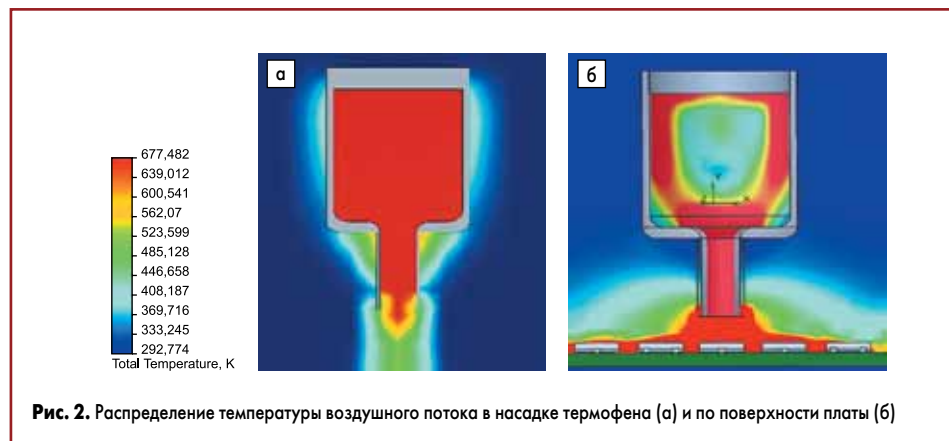 а
б
677,482
639,012
600,541
562,07
523,599
485,128
446,658
408,187
369,716
333,245
292,774
Total Temperature, K
Рис. 2. Распределение температуры воздушного потока в насадке термофена (а) и по поверхности платы (б)